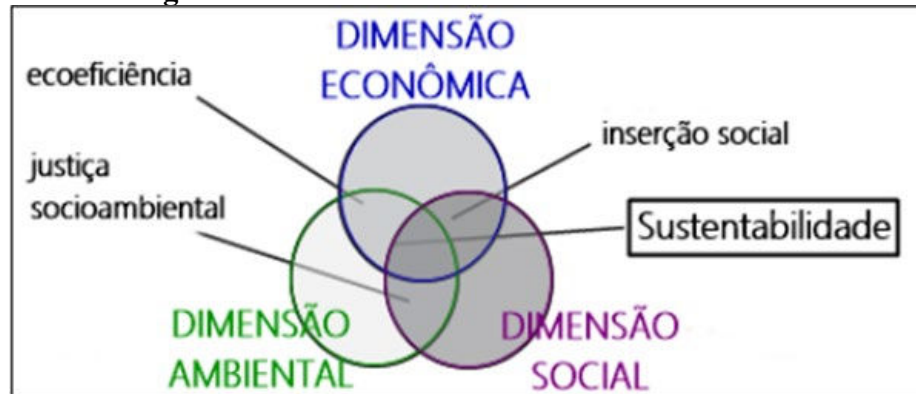 DIMENSÃO
ECONÔMICA
ecoeficiência
inserção social
justiça
socioambiental
Sustentabilidade
DIMENSÃO
AMBIENTAL
DIMENSÃO
SOCIAL